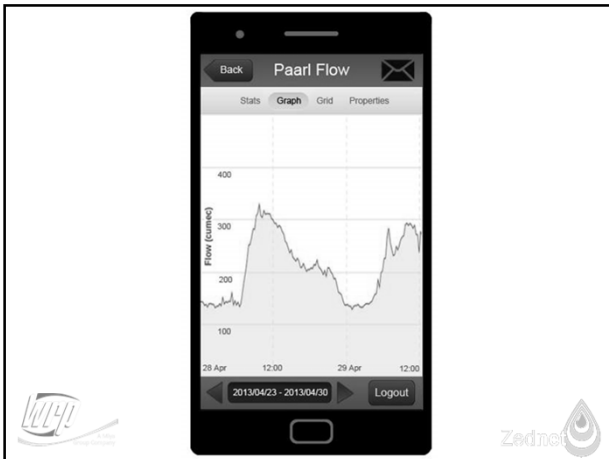 Back Paarl Flow
Stats Graph Grid Properties
400
300
200
100
Flow (cumec)
28 Apr 12:00 29 Apr 12:00
2013/04/23 - 2013/04/30 Logout
wrp
Zednet